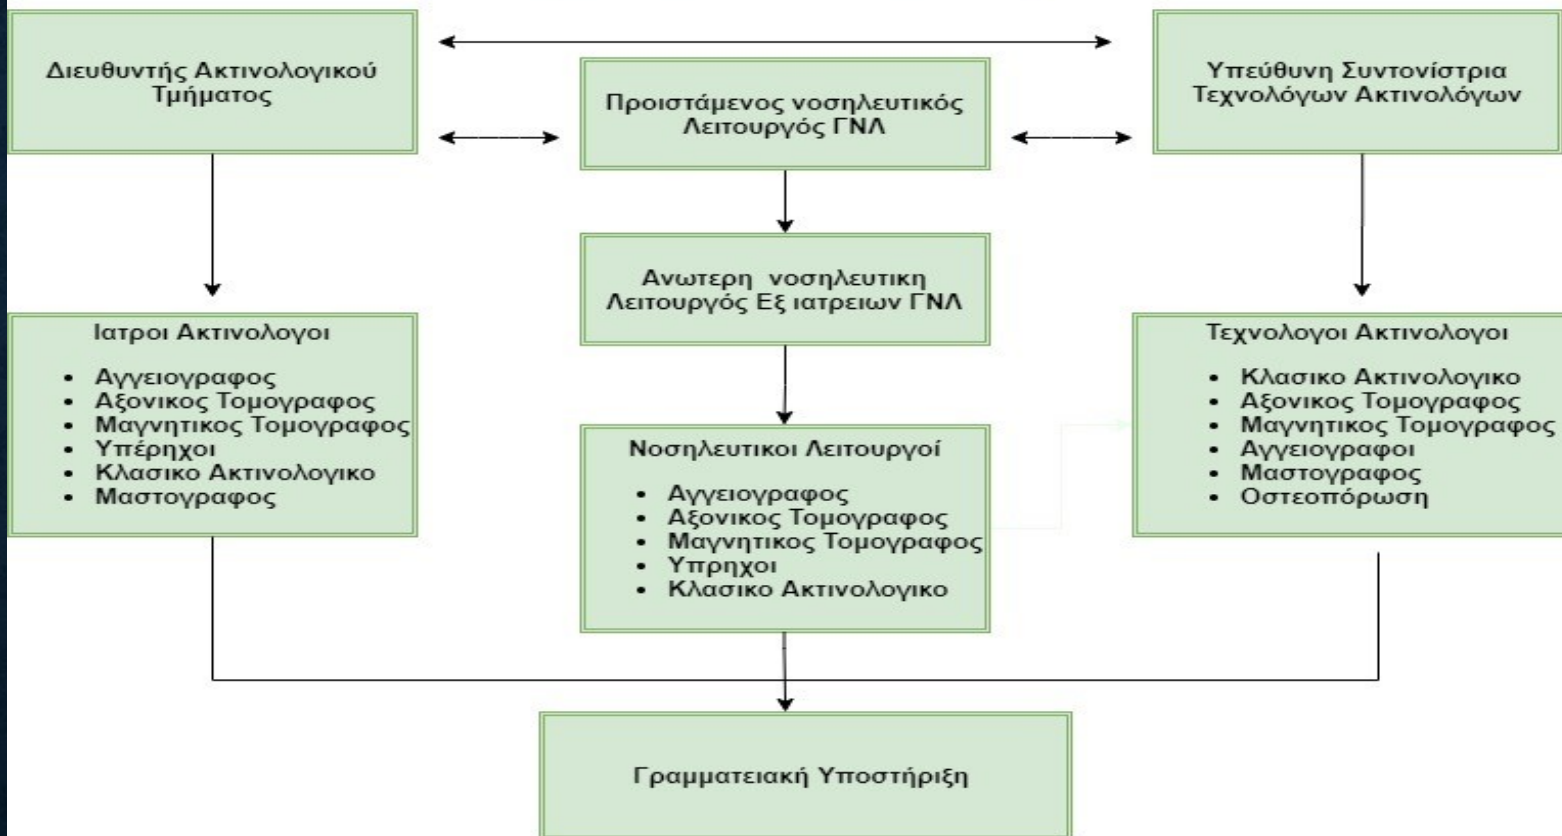 Διευθυντής Ακτινολογικού
Τμήματος
Προιστάμενος νοσηλευτικός
Λειτουργός ΓΝΛ
Υπεύθυνη Συντονίστρια
Τεχνολόγων Ακτινολόγων
Ανωτερη νοσηλευτικη
Λειτουργός Εξ ιατρειων ΓΝΛ
Ιατροι Ακτινολογοι
• Αγγειογραφος
• Αξονικος Τομογραφος
• Μαγνητικος Τομογραφος
• Υπέρηχοι
• Κλασικο Ακτινολογικο
• Μαστογραφος
Νοσηλευτικοι Λειτουργοί
• Αγγειογραφος
• Αξονικος Τομογραφος
• Μαγνητικος Τομογραφος
• Υπρηχοι
• Κλασικο Ακτινολογικο
Τεχνολογοι Ακτινολογοι
• Κλασικο Ακτινολογικο
• Αξονικος Τομογραφος
• Μαγνητικος Τομογραφος
• Αγγειογραφοι
• Μαστογραφος
• Οστεοπόρωση
Γραμματειακή Υποστήριξη